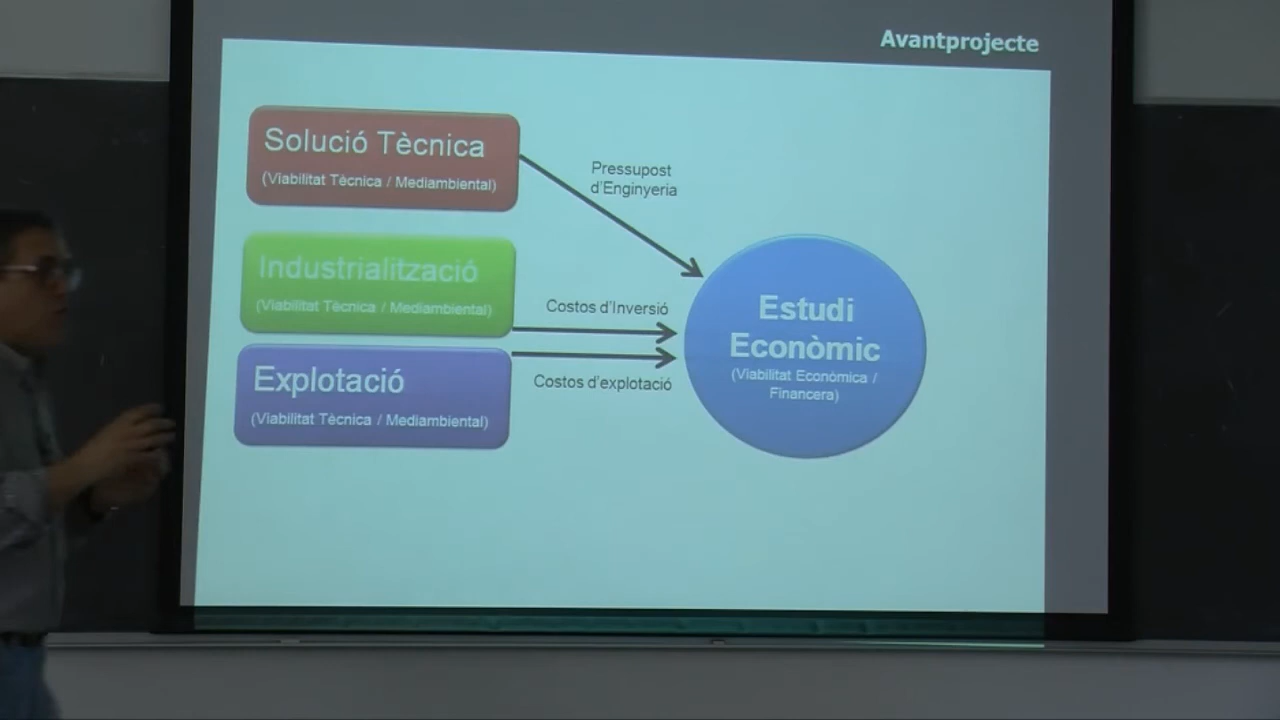 Avantprojecte
Solució Tècnica
(Viabilitat Tècnica / Mediambiental)
Pressupost
d'Enginyeria
Industrialització
(Viabilitat Tècnica / Mediambiental)
Costos d'Inversió
Explotació
(Viabilitat Tècnica / Mediambiental)
Costos d'explotació
Estudi
Econòmic
(Viabilitat Econòmica /
Financera)